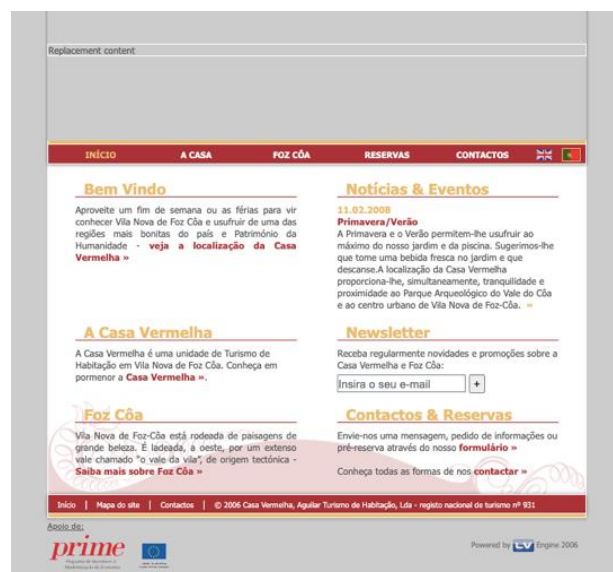 Replacement content
INÍCIO A CASA FOZ CÔA RESERVAS CONTACTOS
Bem Vindo
Aproveite um fim de semana ou as férias para vir
conhecer Vila Nova de Foz Côa e usufruir de uma das
regiões mais bonitas do país e Património da
Humanidade - veja a localização da Casa
Vermelha »
Notícias & Eventos
11.02.2008
Primavera/Verão
A Primavera e o Verão permitem-lhe usufruir ao
máximo do nosso jardim e da piscina. Sugerimos-lhe
que tome uma bebida fresca no jardim e que
descanse.A localização da Casa Vermelha
proporciona-lhe, simultaneamente, tranquilidade e
proximidade ao Parque Arqueológico do Vale do Côa
e ao centro urbano de Vila Nova de Foz-Côa. »
A Casa Vermelha
A Casa Vermelha é uma unidade de Turismo de
Habitação em Vila Nova de Foz Côa. Conheça em
pormenor a Casa Vermelha ».
Newsletter
Receba regularmente novidades e promoções sobre a
Casa Vermelha e Foz Côa:
Insira o seu e-mail +
Foz Côa
Vila Nova de Foz-Côa está rodeada de paisagens de
grande beleza. É ladeada, a oeste, por um extenso
vale chamado "o vale da vila", de origem tectónica -
Saiba mais sobre Foz Côa »
Contactos & Reservas
Envie-nos uma mensagem, pedido de informações ou
pré-reserva através do nosso formulário »
Conheça todas as formas de nos contactar »
Início | Mapa do site | Contactos | © 2006 Casa Vermelha, Aguilar Turismo de Habitação, Lda - registo nacional de turismo nº 931
Apoio de:
prime
Powered by LV Engine 2006